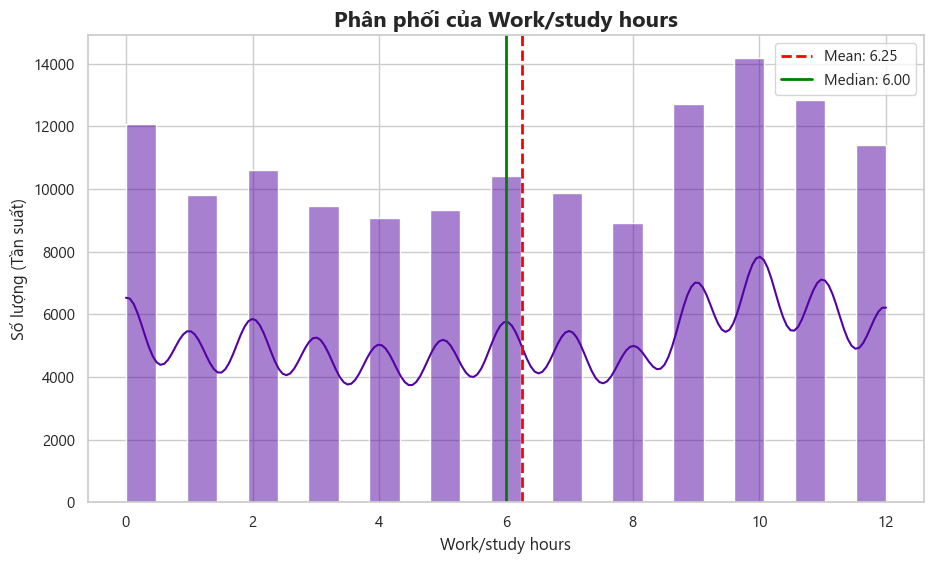 Phân phối của Work/study hours
Mean: 6.25
Median: 6.00
Số lượng (Tần suất)
14000
12000
10000
8000
6000
4000
2000
0
0 2 4 6 8 10 12
Work/study hours